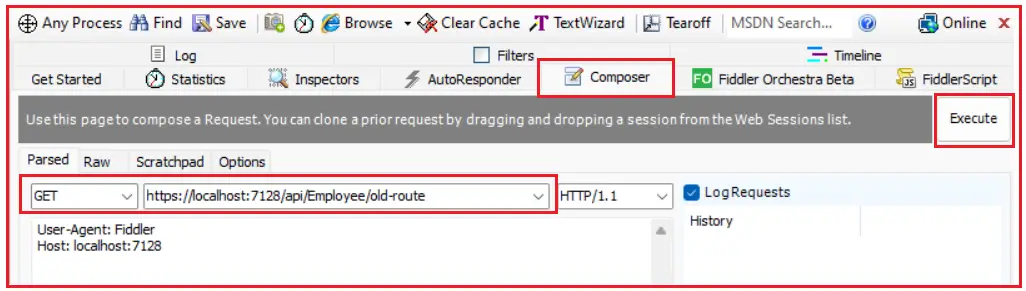 Any Process Find Save Browse Clear Cache TextWizard Tearoff MSDN Search... Online
Log Filters Timeline
Get Started Statistics Inspectors AutoResponder Composer FO Fiddler Orchestra Beta JS FiddlerScript
Use this page to compose a Request. You can clone a prior request by dragging and dropping a session from the Web Sessions list. Execute
Parsed Raw Scratchpad Options
GET https://localhost:7128/api/Employee/old-route HTTP/1.1 Log Requests
User-Agent: Fiddler History
Host: localhost:7128